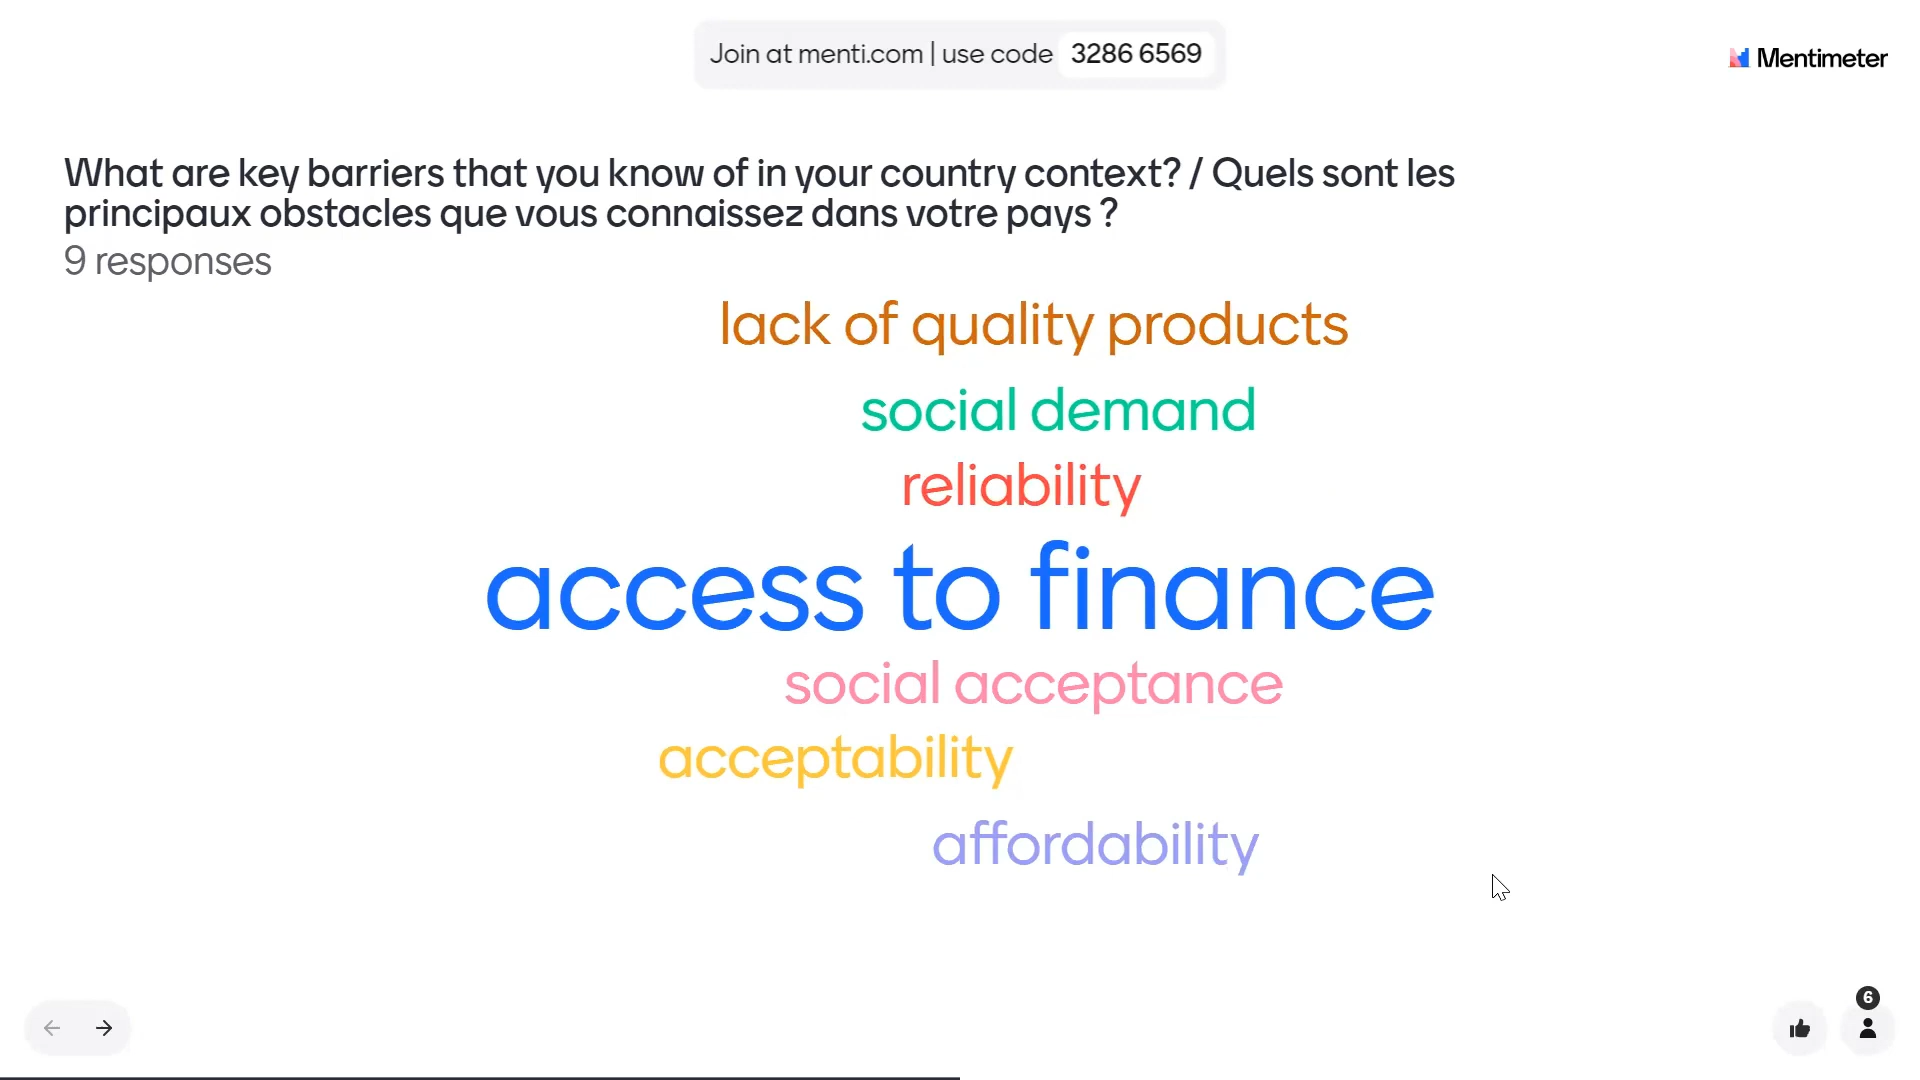 Join at menti.com | use code 3286 6569
Mentimeter
What are key barriers that you know of in your country context? / Quels sont les
principaux obstacles que vous connaissez dans votre pays ?
9 responses
lack of quality products
social demand
reliability
access to finance
social acceptance
acceptability
affordability
6